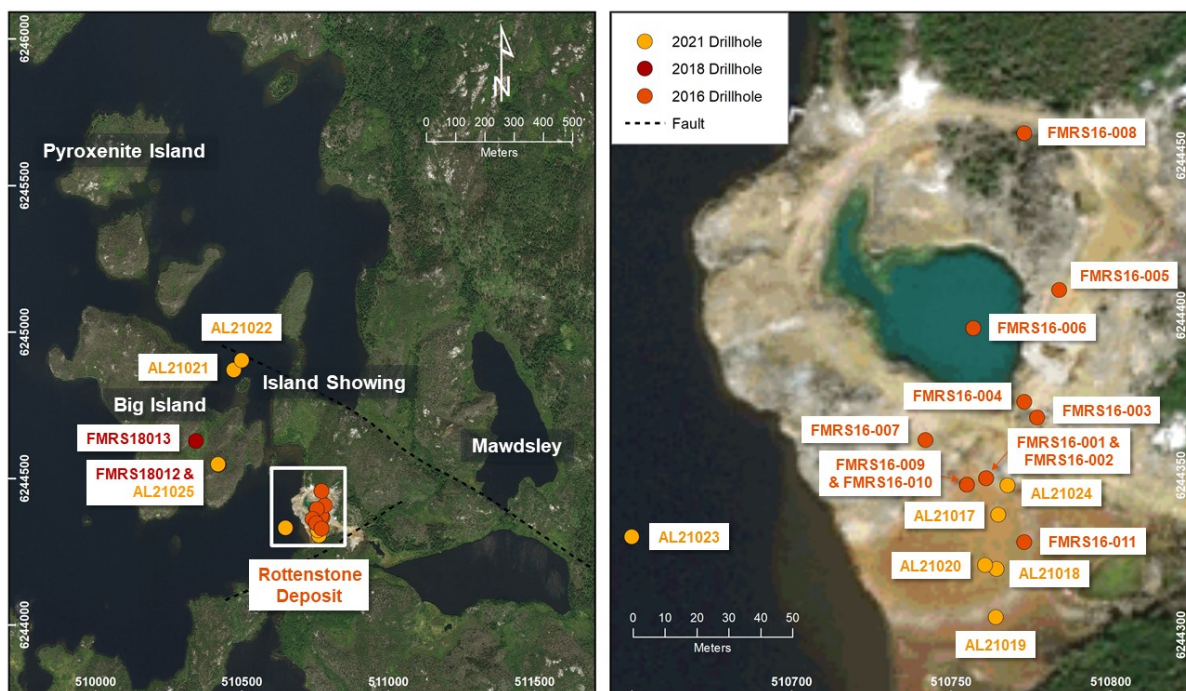 6246000
6245500
6245000
6244500
6244000
N
0 100 200 300 400 500
Meters
Pyroxenite Island
AL21022
AL21021
Island Showing
Big Island
Mawdsley
FMRS18013
FMRS18012 &
AL21025
Rottenstone
Deposit
510000 510500 511000 511500
2021 Drillhole
2018 Drillhole
2016 Drillhole
Fault
FMRS16-008
6244450
FMRS16-005
FMRS16-006
6244400
FMRS16-004
FMRS16-003
FMRS16-007
FMRS16-001 &
FMRS16-002
FMRS16-009
& FMRS16-010
6244350
AL21024
AL21017
AL21023
FMRS16-011
AL21020
AL21018
0 10 20 30 40 50
Meters
AL21019
6244300
510700 510750 510800